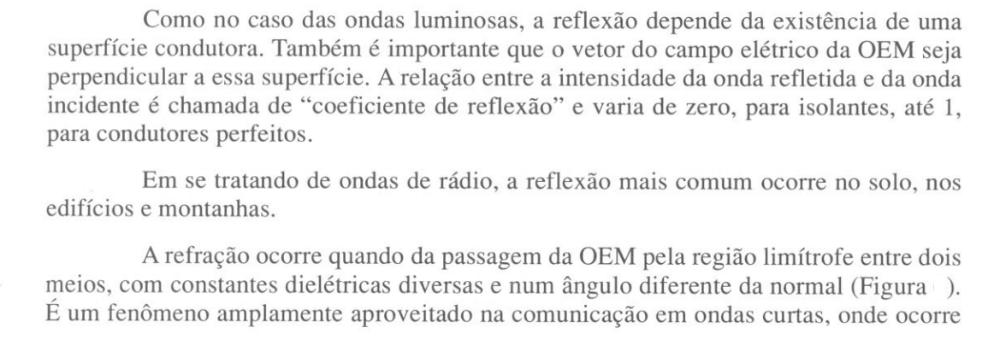 Como no caso das ondas luminosas, a reflexão depende da existência de uma
superfície condutora. Também é importante que o vetor do campo elétrico da OEM seja
perpendicular a essa superfície. A relação entre a intensidade da onda refletida e da onda
incidente é chamada de “coeficiente de reflexão” e varia de zero, para isolantes, até 1,
para condutores perfeitos.
Em se tratando de ondas de rádio, a reflexão mais comum ocorre no solo, nos
edifícios e montanhas.
A refração ocorre quando da passagem da OEM pela região limítrofe entre dois
meios, com constantes dielétricas diversas e num ângulo diferente da normal (Figura ).
É um fenômeno amplamente aproveitado na comunicação em ondas curtas, onde ocorre